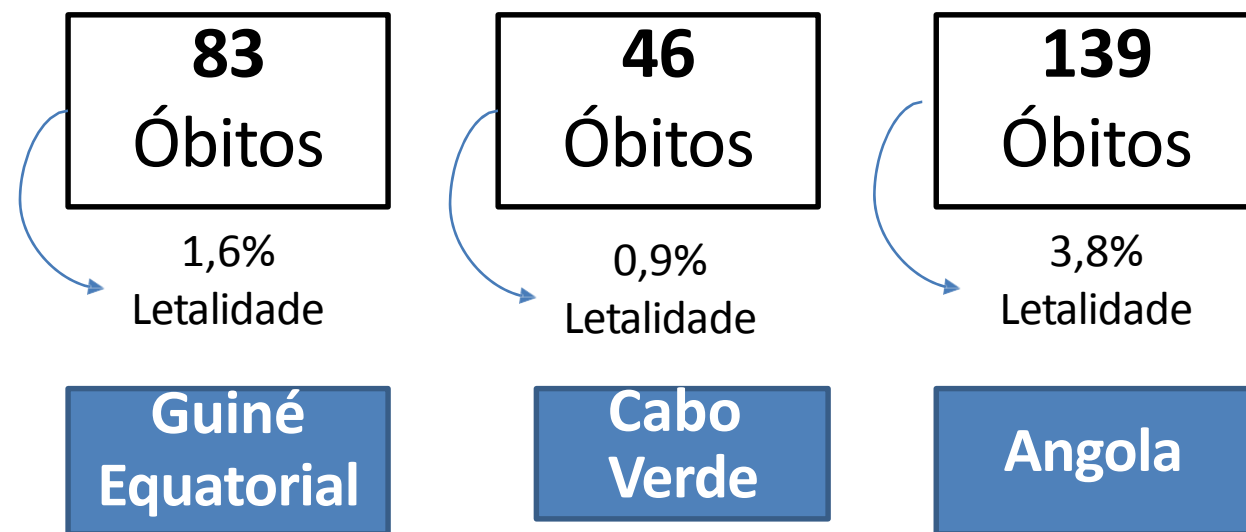 83
Óbitos
1,6%
Letalidade
Guiné
Equatorial
46
Óbitos
0,9%
Letalidade
Cabo
Verde
139
Óbitos
3,8%
Letalidade
Angola